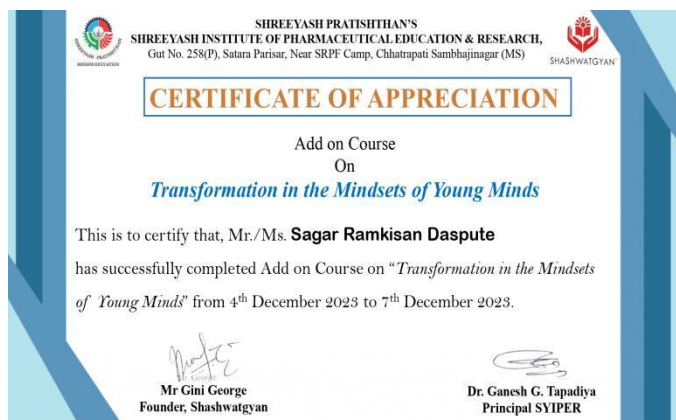 SHREEYASH PRATISHTHAN'S
SHREEYASH INSTITUTE OF PHARMACEUTICAL EDUCATION & RESEARCH,
Gut No. 258(P), Satara Parisar, Near SRPF Camp, Chhatrapati Sambhajinagar (MS)
SHREEYASH PRATISHTHAN
MISSION EDUCATION
SHASHWATGYAN
CERTIFICATE OF APPRECIATION
Add on Course
On
Transformation in the Mindsets of Young Minds
This is to certify that, Mr./Ms. Sagar Ramkisan Daspute
has successfully completed Add on Course on "Transformation in the Mindsets
of Young Minds" from 4th December 2023 to 7th December 2023.
Mr Gini George
Founder, Shashwatgyan
Dr. Ganesh G. Tapadiya
Principal SYIPER